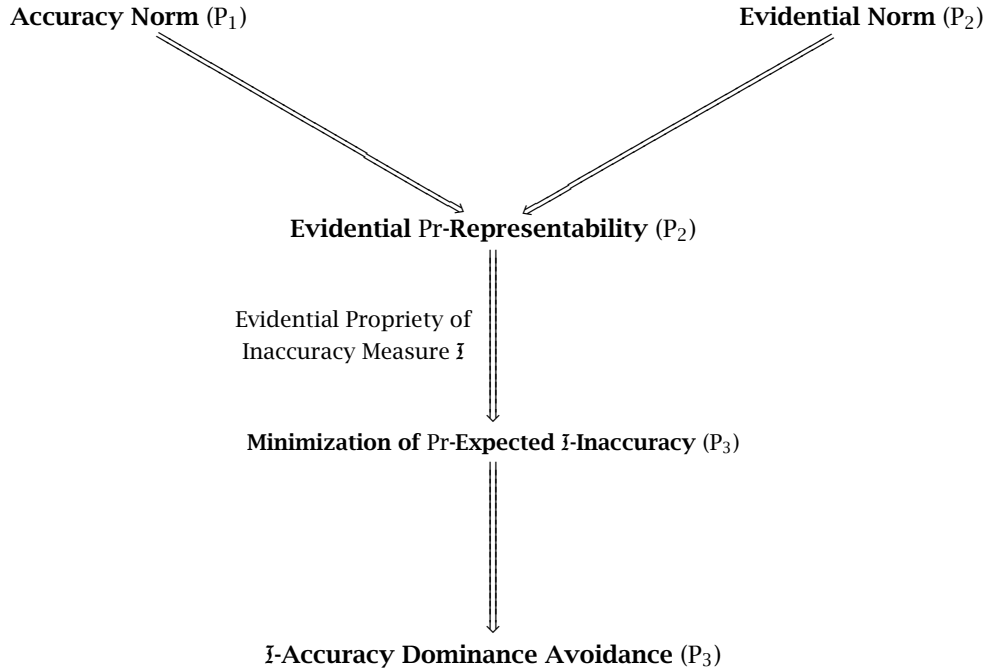 Accuracy Norm (P₁)
Evidential Norm (P₂)
Evidential Pr-Representability (P₂)
Evidential Propriety of
Inaccuracy Measure ℐ
Minimization of Pr-Expected ℐ-Inaccuracy (P₃)
ℐ-Accuracy Dominance Avoidance (P₃)